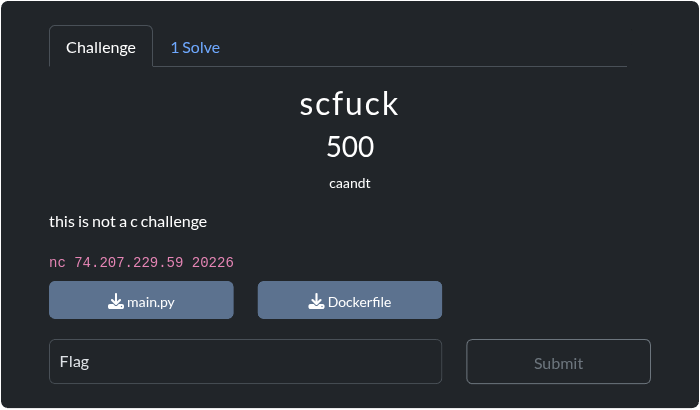 Challenge
1 Solve
scfuck
500
caandt
this is not a c challenge
nc 74.207.229.59 20226
main.py
Dockerfile
Flag
Submit